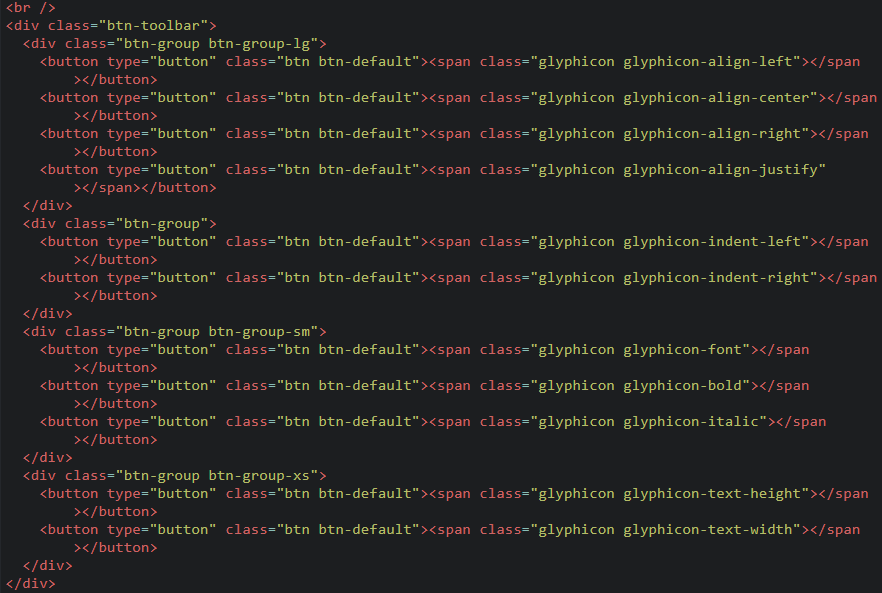 <br />
<div class="btn-toolbar">
  <div class="btn-group btn-group-lg">
    <button type="button" class="btn btn-default"><span class="glyphicon glyphicon-align-left"></span
        ></button>
    <button type="button" class="btn btn-default"><span class="glyphicon glyphicon-align-center"></span
        ></button>
    <button type="button" class="btn btn-default"><span class="glyphicon glyphicon-align-right"></span
        ></button>
    <button type="button" class="btn btn-default"><span class="glyphicon glyphicon-align-justify"
        ></span></button>
  </div>
  <div class="btn-group">
    <button type="button" class="btn btn-default"><span class="glyphicon glyphicon-indent-left"></span
        ></button>
    <button type="button" class="btn btn-default"><span class="glyphicon glyphicon-indent-right"></span
        ></button>
  </div>
  <div class="btn-group btn-group-sm">
    <button type="button" class="btn btn-default"><span class="glyphicon glyphicon-font"></span
        ></button>
    <button type="button" class="btn btn-default"><span class="glyphicon glyphicon-bold"></span
        ></button>
    <button type="button" class="btn btn-default"><span class="glyphicon glyphicon-italic"></span
        ></button>
  </div>
  <div class="btn-group btn-group-xs">
    <button type="button" class="btn btn-default"><span class="glyphicon glyphicon-text-height"></span
        ></button>
    <button type="button" class="btn btn-default"><span class="glyphicon glyphicon-text-width"></span
        ></button>
  </div>
</div>